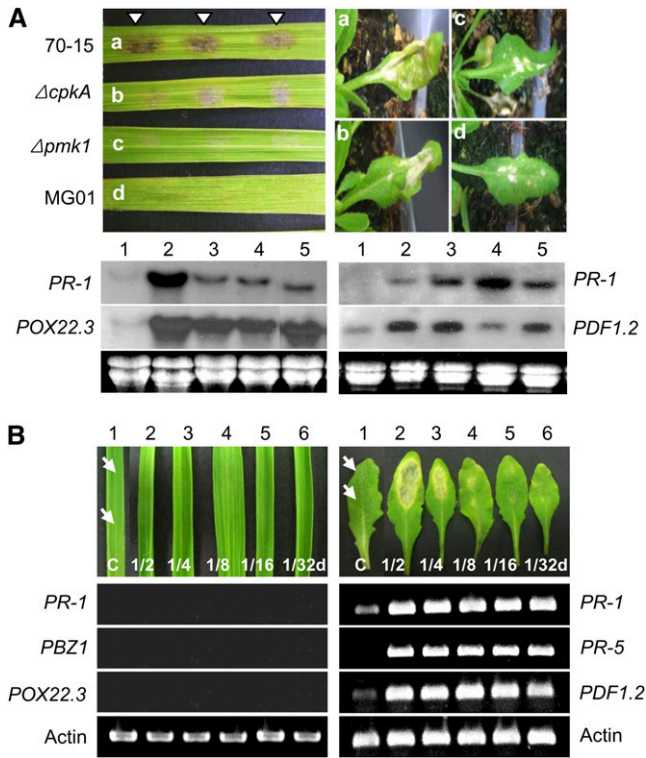 A
70-15 a
ΔcpkA b
Δpmk1 c
MG01 d
a c
b d
1 2 3 4 5
PR-1
POX22.3
1 2 3 4 5
PR-1
PDF1.2
B
1 2 3 4 5 6
C 1/2 1/4 1/8 1/16 1/32d
PR-1
PBZ1
POX22.3
Actin
1 2 3 4 5 6
C 1/2 1/4 1/8 1/16 1/32d
PR-1
PR-5
PDF1.2
Actin